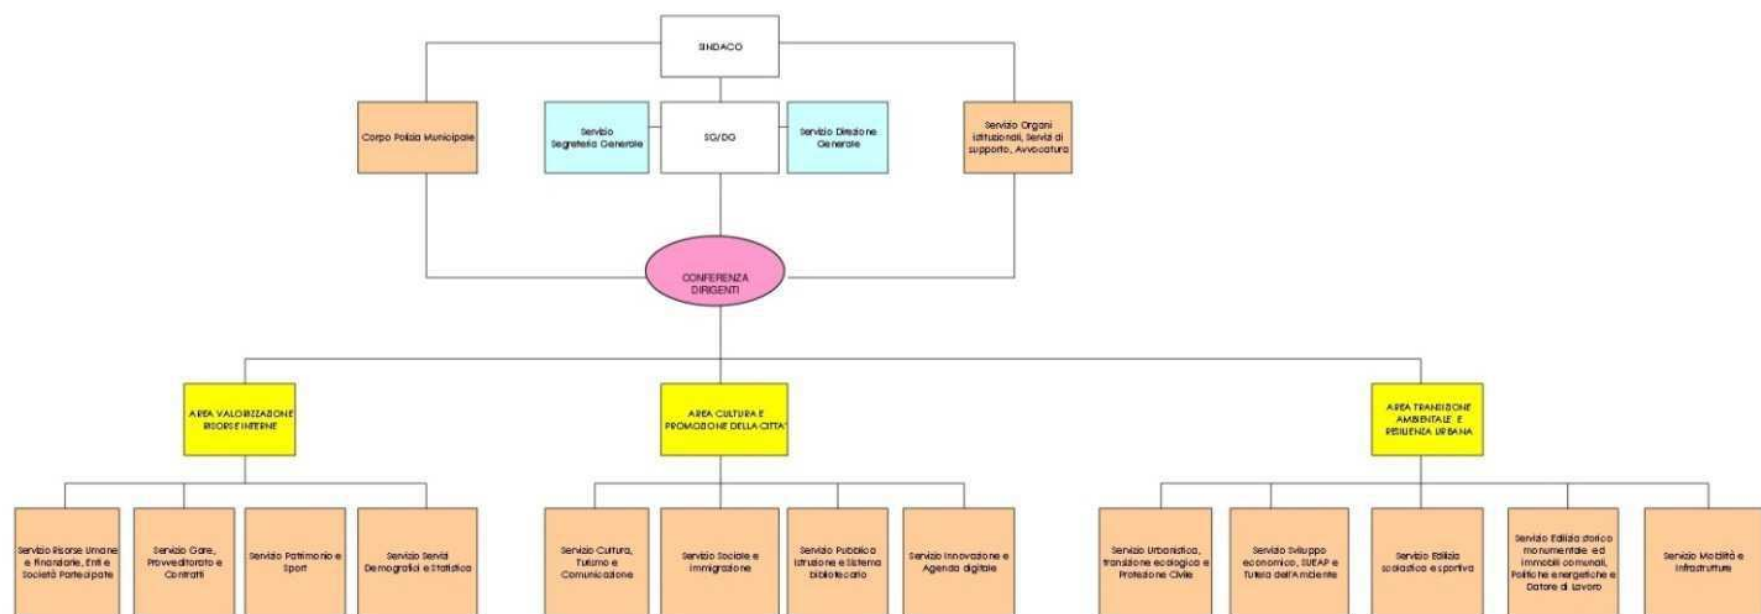 SINDACO
Corpo Polizia Municipale
Servizio
Segreteria Generale
SG/DG
Servizio Direzione
Generale
Servizio Organi
istituzionali, Servizi di
supporto, Avvocatura
CONFERENZA
DIRIGENTI
AREA VALORIZZAZIONE
RISORSE INTERNE
AREA CULTURA E
PROMOZIONE DELLA CITTA'
AREA TRANSIZIONE
AMBIENTALE E
RESILIENZA URBANA
Servizio Risorse Umane
e Finanziarie, Enti e
Società Partecipate
Servizio Gare,
Provveditorato e
Contratti
Servizio Patrimonio e
Sport
Servizio Servizi
Demografici e Statistica
Servizio Cultura,
Turismo e
Comunicazione
Servizio Sociale e
Immigrazione
Servizio Pubblica
Istruzione e Sistema
bibliotecario
Servizio Innovazione e
Agenda digitale
Servizio Urbanistica,
transizione ecologica e
Protezione Civile
Servizio Sviluppo
economico, SUEAP e
Tutela dell'Ambiente
Servizio Edilizia
scolastica e sportiva
Servizio Edilizia storico
monumentale ed
immobili comunali,
Politiche energetiche e
Datore di Lavoro
Servizio Mobilità e
Infrastrutture